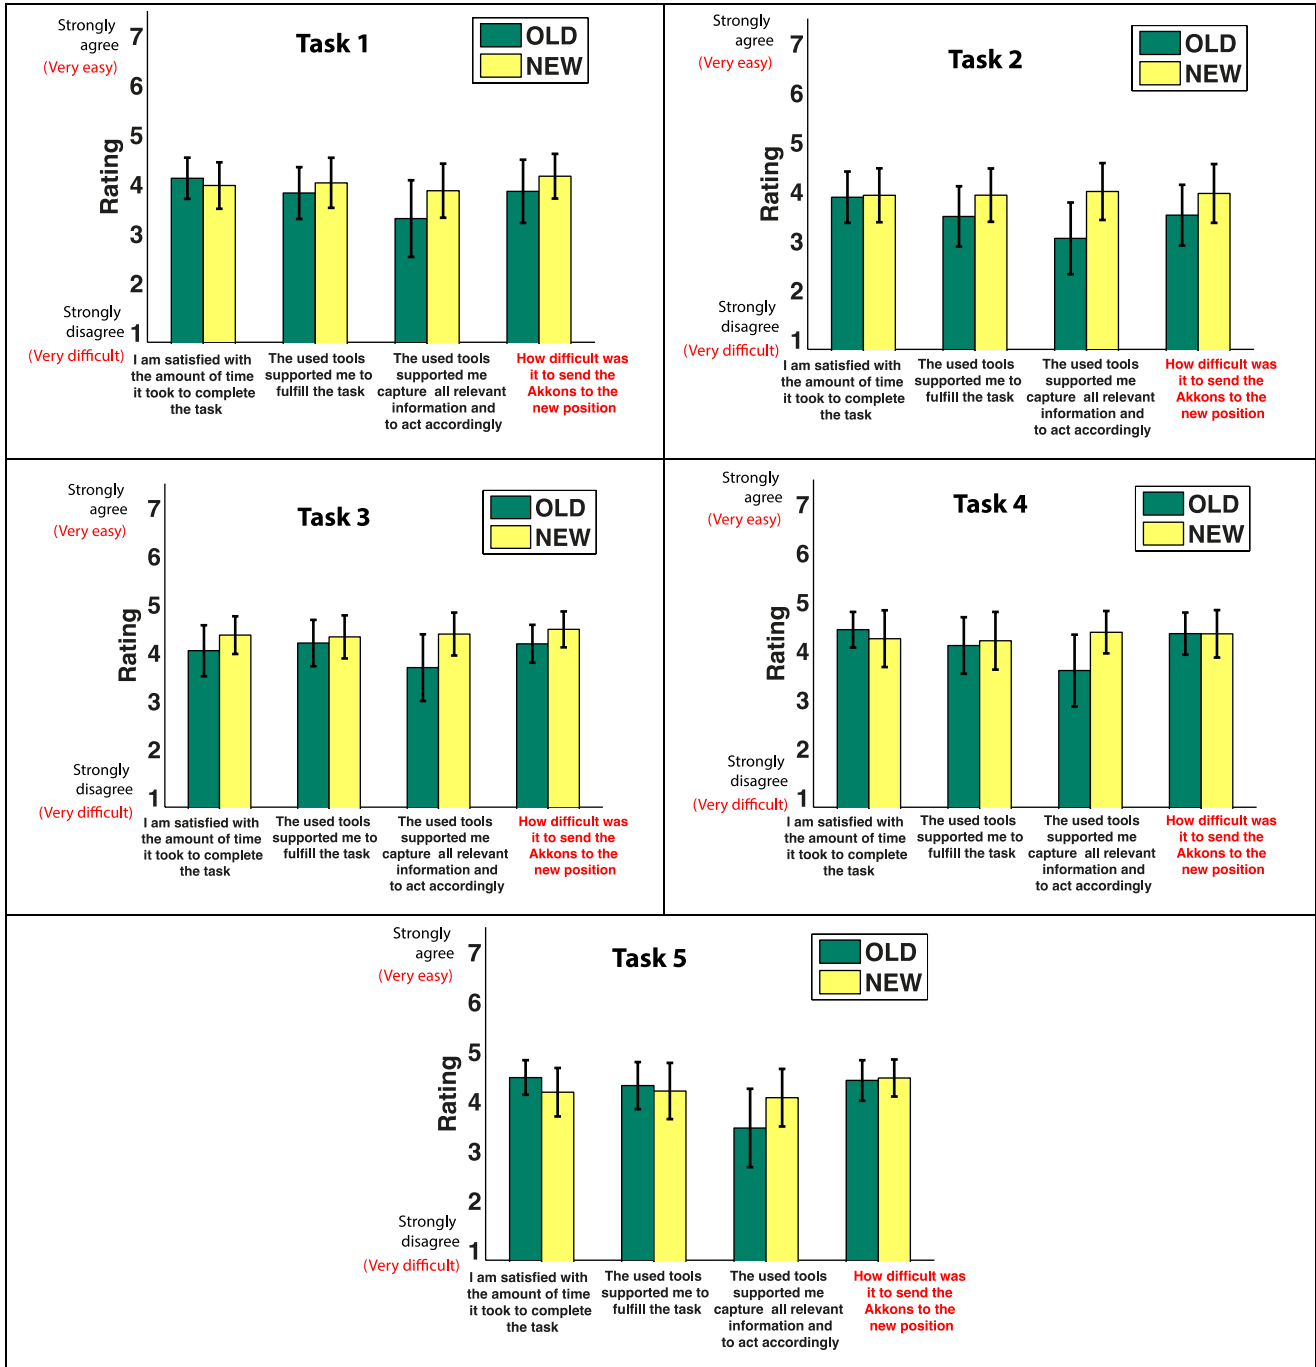 Strongly
agree
(Very easy)
7
6
5
4
3
2
1
Rating
Strongly
disagree
(Very difficult)
Task 1
OLD
NEW
I am satisfied with
the amount of time
it took to complete
the task
The used tools
supported me to
fulfill the task
The used tools
supported me
capture all relevant
information and
to act accordingly
How difficult was
it to send the
Akkons to the
new position
Strongly
agree
(Very easy)
7
6
5
4
3
2
1
Rating
Strongly
disagree
(Very difficult)
Task 2
OLD
NEW
I am satisfied with
the amount of time
it took to complete
the task
The used tools
supported me to
fulfill the task
The used tools
supported me
capture all relevant
information and
to act accordingly
How difficult was
it to send the
Akkons to the
new position
Strongly
agree
(Very easy)
7
6
5
4
3
2
1
Rating
Strongly
disagree
(Very difficult)
Task 3
OLD
NEW
I am satisfied with
the amount of time
it took to complete
the task
The used tools
supported me to
fulfill the task
The used tools
supported me
capture all relevant
information and
to act accordingly
How difficult was
it to send the
Akkons to the
new position
Strongly
agree
(Very easy)
7
6
5
4
3
2
1
Rating
Strongly
disagree
(Very difficult)
Task 4
OLD
NEW
I am satisfied with
the amount of time
it took to complete
the task
The used tools
supported me to
fulfill the task
The used tools
supported me
capture all relevant
information and
to act accordingly
How difficult was
it to send the
Akkons to the
new position
Strongly
agree
(Very easy)
7
6
5
4
3
2
1
Rating
Strongly
disagree
(Very difficult)
Task 5
OLD
NEW
I am satisfied with
the amount of time
it took to complete
the task
The used tools
supported me to
fulfill the task
The used tools
supported me
capture all relevant
information and
to act accordingly
How difficult was
it to send the
Akkons to the
new position